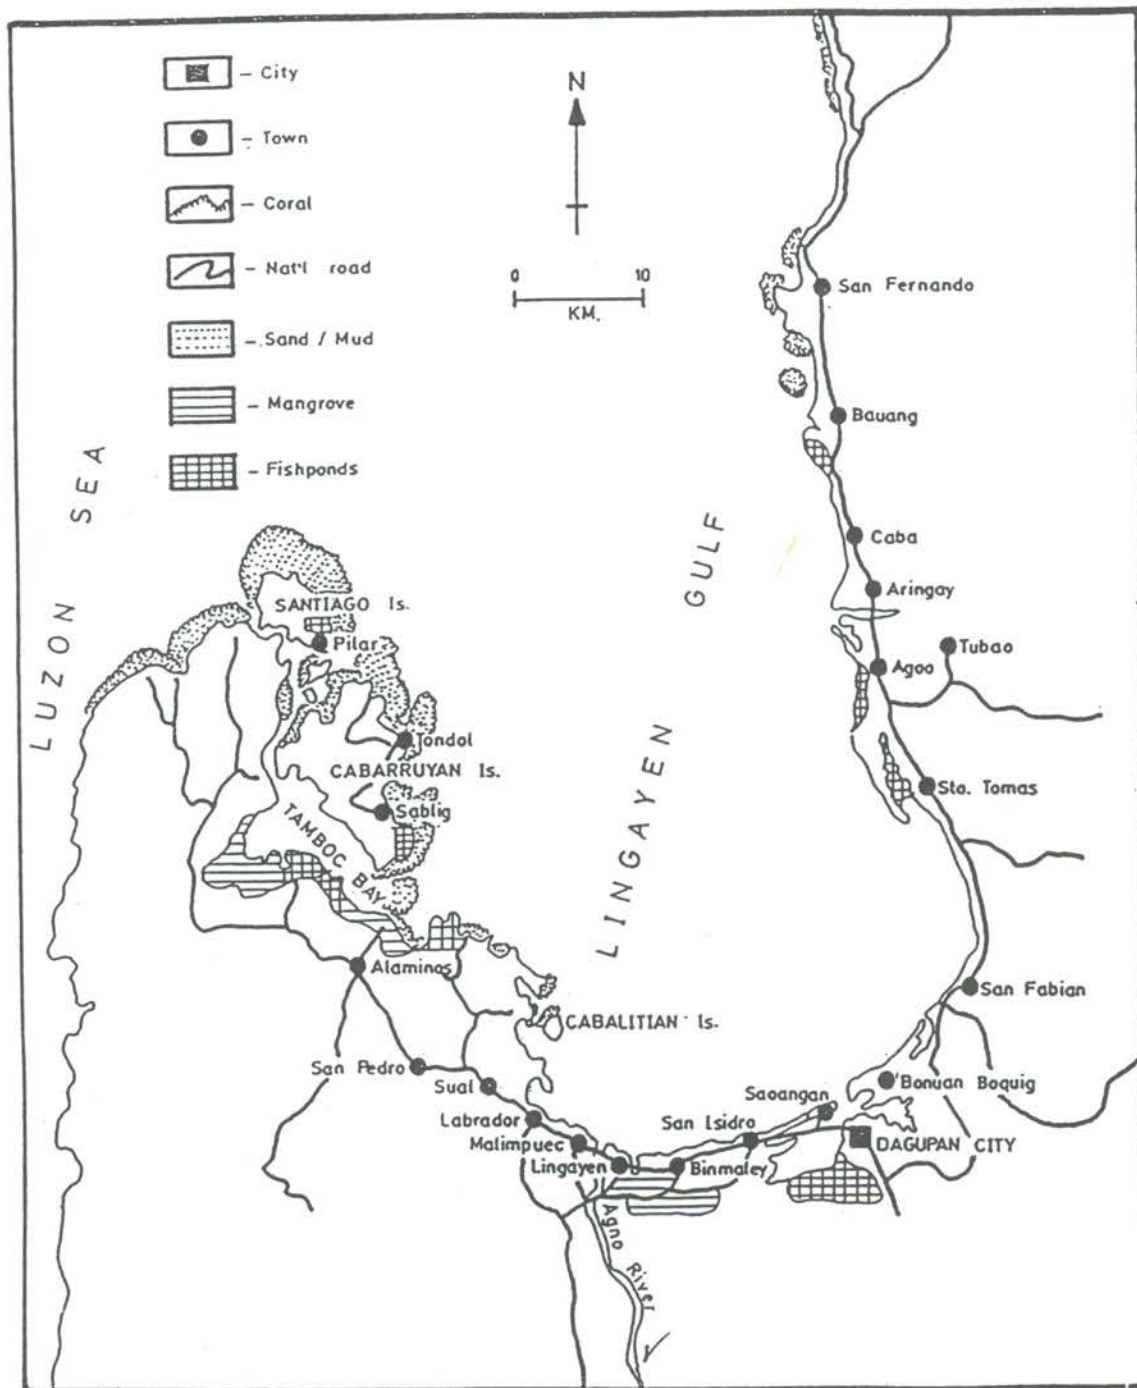 – City
– Town
– Coral
– Nat'l road
– Sand / Mud
– Mangrove
– Fishponds
N
0 10
KM.
San Fernando
Bauang
Caba
Aringay
Tubao
Agoo
Sto. Tomas
San Fabian
'Bonuan Boquig
DAGUPAN CITY
Saoangan
San Isidro
Binmaley
Lingayen
Malimpuec
Labrador
Sual
San Pedro
Alaminos
CABALITIAN Is.
Agno River
LUZON SEA
LINGAYEN GULF
SANTIAGO Is.
Pilar
Tondol
CABARRUYAN Is.
Sablig
TAMBOC BAY